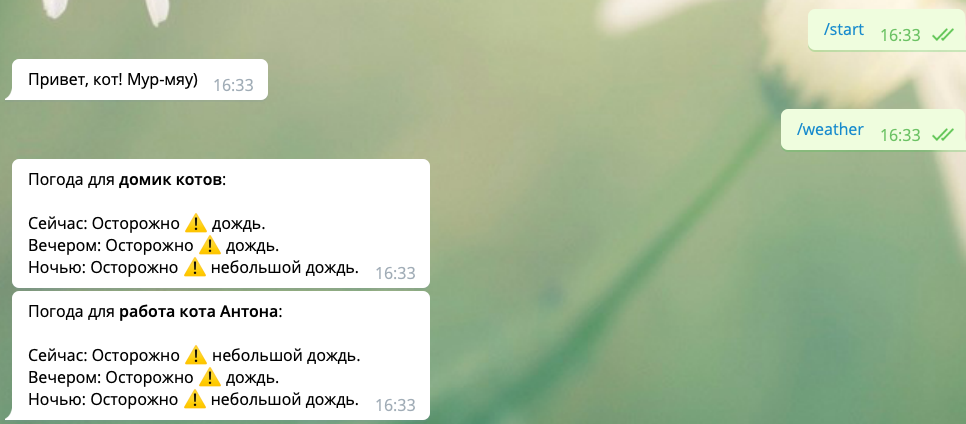 /start 16:33
Привет, кот! Мур-мяу) 16:33
/weather 16:33
Погода для домик котов:
Сейчас: Осторожно ⚠️ дождь.
Вечером: Осторожно ⚠️ дождь.
Ночью: Осторожно ⚠️ небольшой дождь. 16:33
Погода для работа кота Антона:
Сейчас: Осторожно ⚠️ небольшой дождь.
Вечером: Осторожно ⚠️ дождь.
Ночью: Осторожно ⚠️ небольшой дождь. 16:33